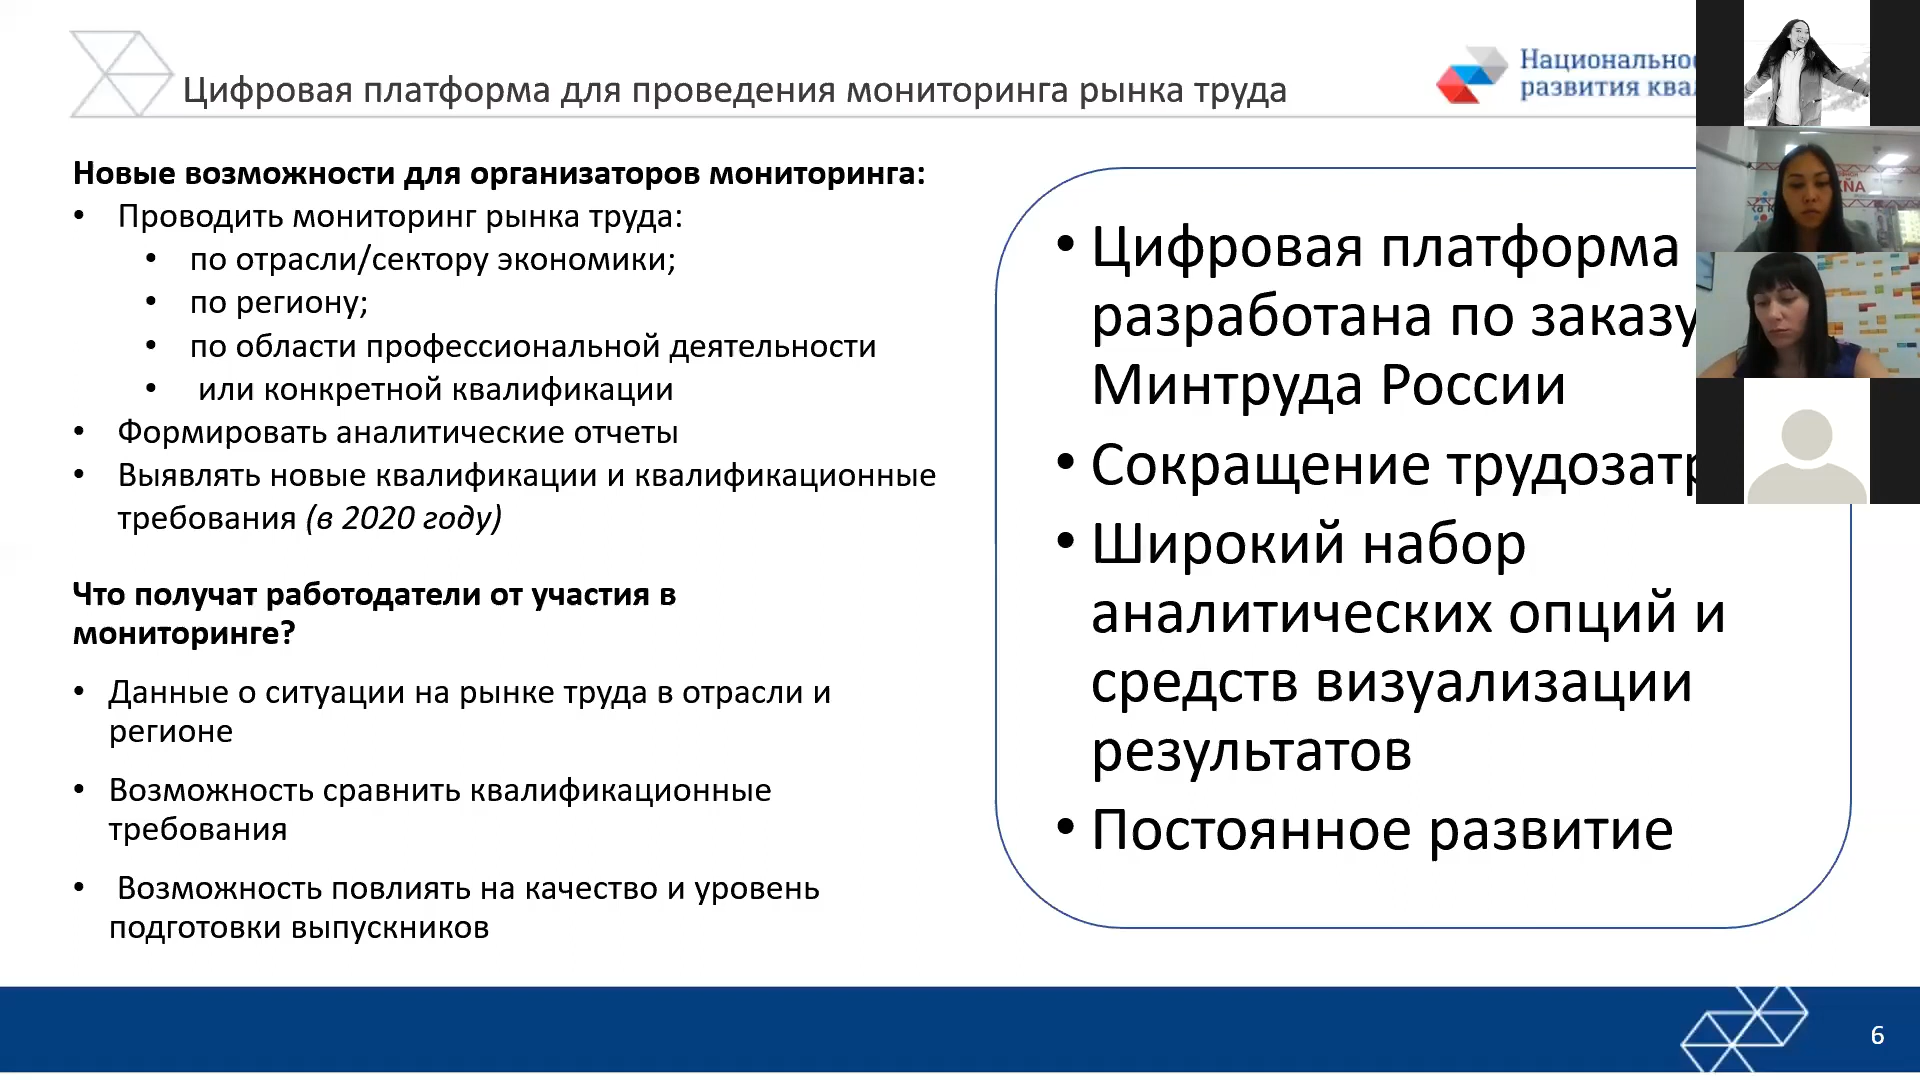 Цифровая платформа для проведения мониторинга рынка труда
развития
Новые возможности для организаторов мониторинга:
• Проводить мониторинг рынка труда:
• по отрасли/сектору экономики;
• по региону;
• по области профессиональной деятельности
• или конкретной квалификации
• Формировать аналитические отчеты
• Выявлять новые квалификации и квалификационные
требования (в 2020 году)
Что получат работодатели от участия в
мониторинге?
• Данные о ситуации на рынке труда в отрасли и
регионе
• Возможность сравнить квалификационные
требования
• Возможность повлиять на качество и уровень
подготовки выпускников
• Цифровая платформа
разработана по заказу
Минтруда России
• Сокращение
• Широкий набор
аналитических опций и
средств визуализации
результатов
• Постоянное развитие
6